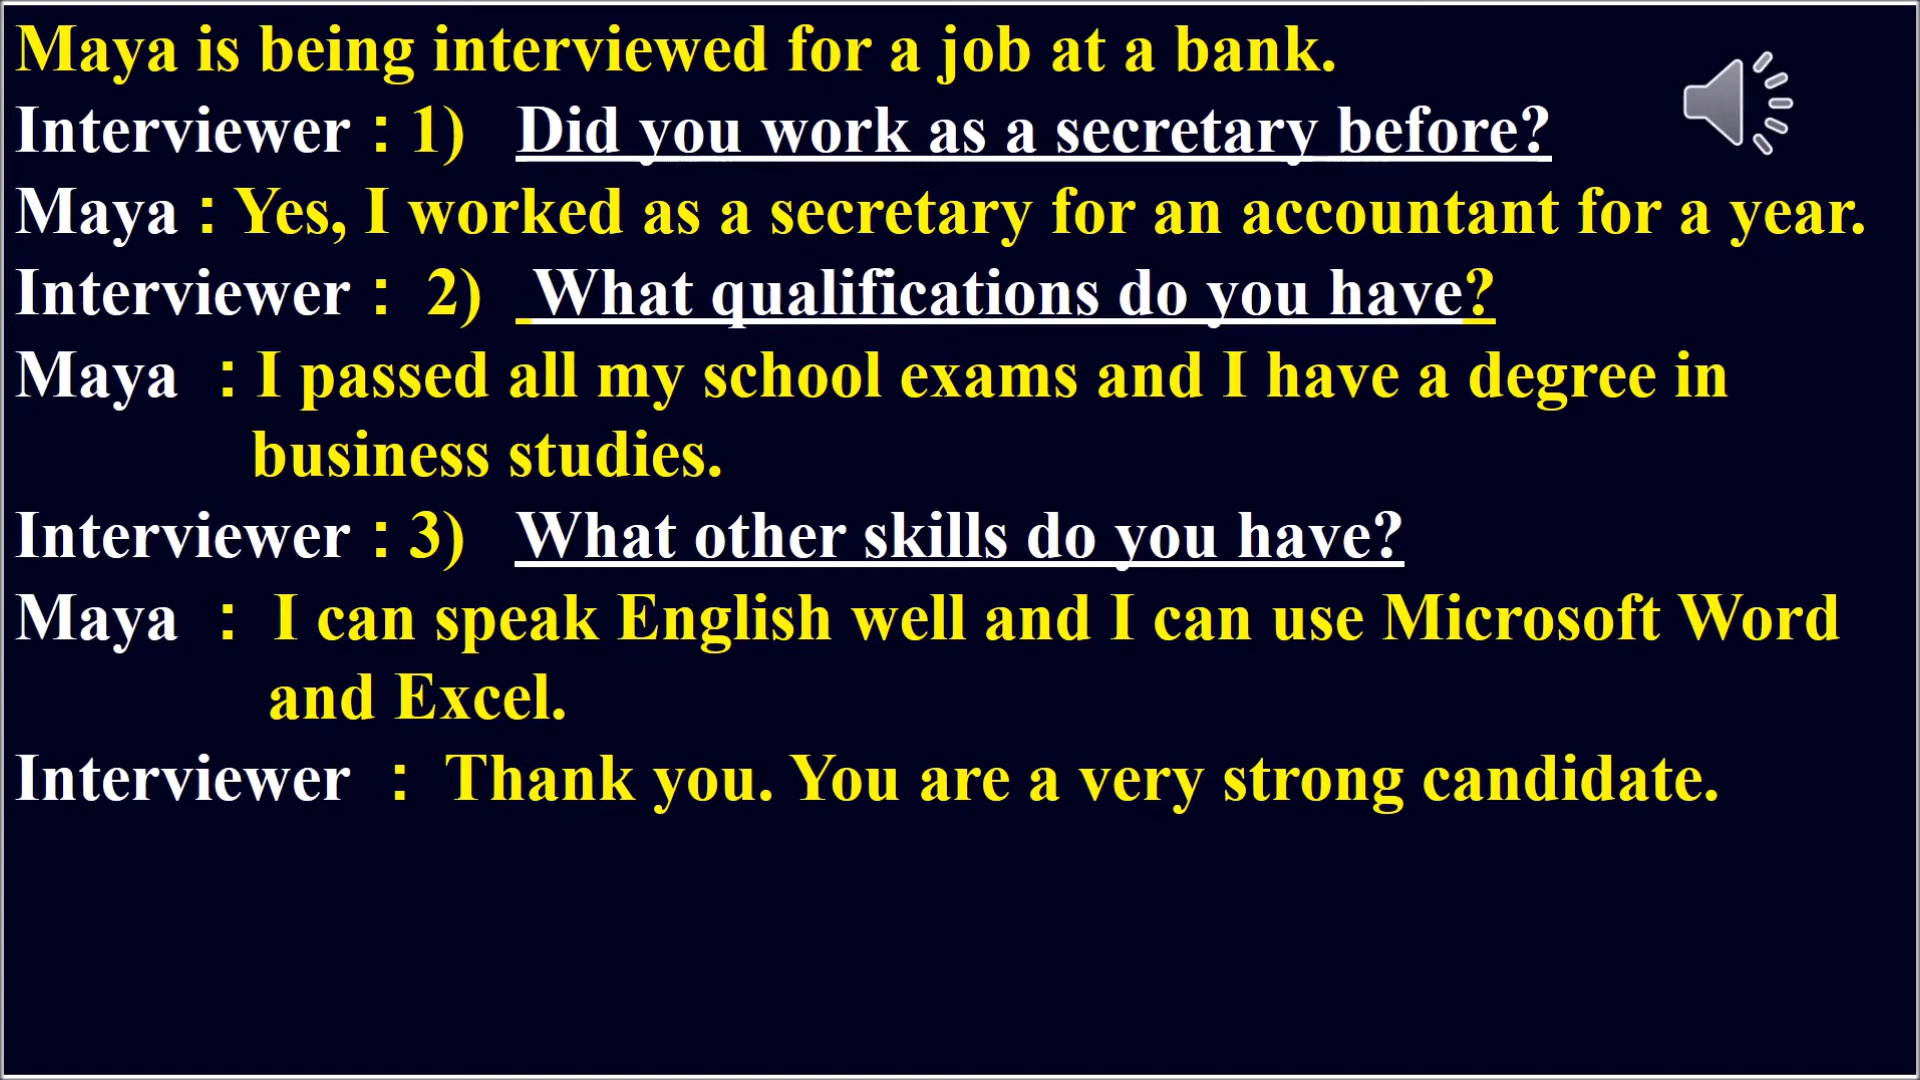 Maya is being interviewed for a job at a bank.
Interviewer : 1) Did you work as a secretary before?
Maya : Yes, I worked as a secretary for an accountant for a year.
Interviewer : 2) What qualifications do you have?
Maya : I passed all my school exams and I have a degree in
business studies.
Interviewer : 3) What other skills do you have?
Maya : I can speak English well and I can use Microsoft Word
and Excel.
Interviewer : Thank you. You are a very strong candidate.